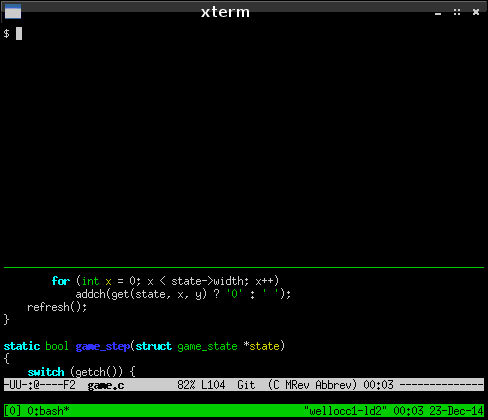 xterm
$
        for (int x = 0; x < state->width; x++)
            addch(get(state, x, y) ? '0' : ' ');
    refresh();
}
static bool game_step(struct game_state *state)
{
    switch (getch()) {
-UU-:@----F2  game.c        82% L104  Git  (C MRev Abbrev) 00:03 --------------
[0] 0:bash* "wellocc1-ld2" 00:03 23-Dec-14